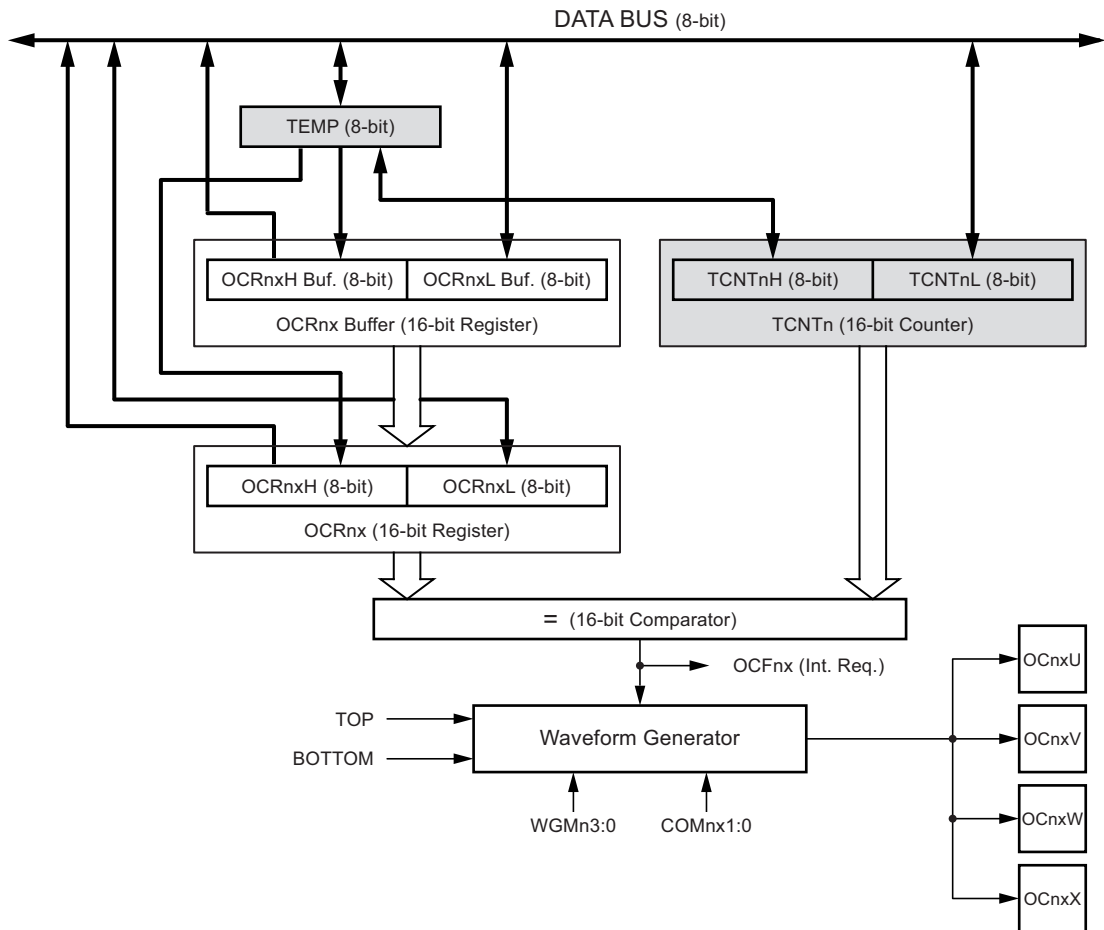 DATA BUS (8-bit)
TEMP (8-bit)
OCRnxH Buf. (8-bit)
OCRnxL Buf. (8-bit)
OCRnx Buffer (16-bit Register)
TCNTnH (8-bit)
TCNTnL (8-bit)
TCNTn (16-bit Counter)
OCRnxH (8-bit)
OCRnxL (8-bit)
OCRnx (16-bit Register)
= (16-bit Comparator)
OCFnx (Int. Req.)
TOP
BOTTOM
Waveform Generator
WGMn3:0
COMnx1:0
OCnxU
OCnxV
OCnxW
OCnxX